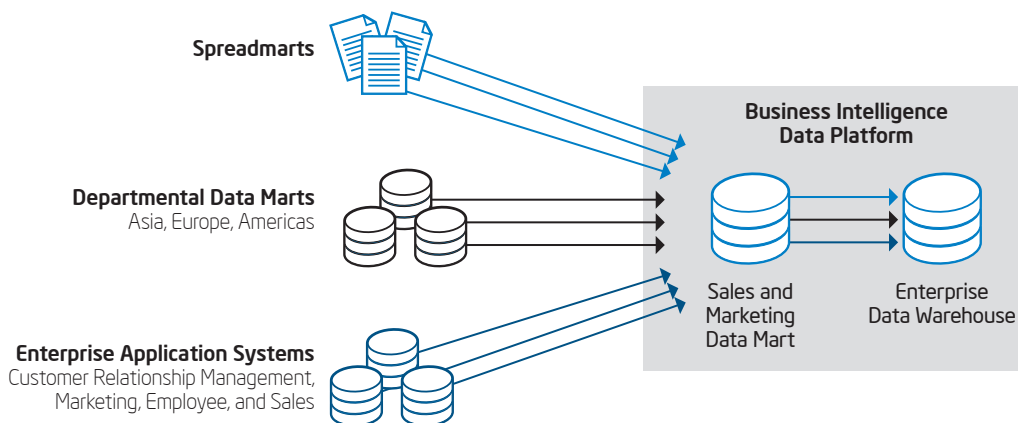 Spreadmarts
Business Intelligence
Data Platform
Departmental Data Marts
Asia, Europe, Americas
Sales and
Marketing
Data Mart
Enterprise
Data Warehouse
Enterprise Application Systems
Customer Relationship Management,
Marketing, Employee, and Sales